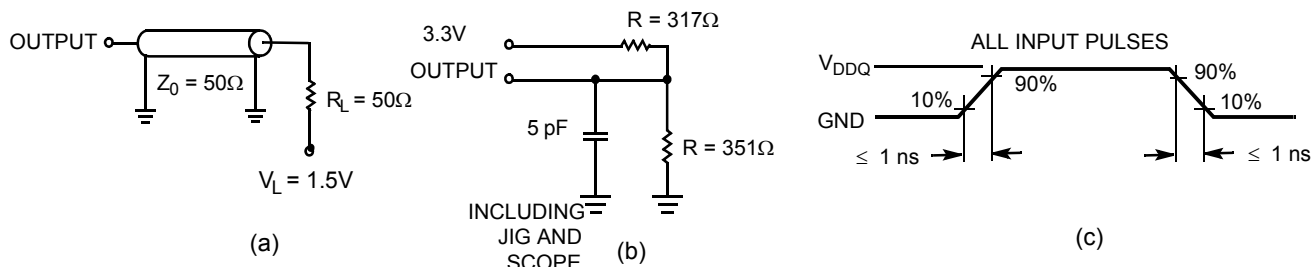 OUTPUT
Z0 = 50Ω
RL = 50Ω
VL = 1.5V
(a)
3.3V
R = 317Ω
OUTPUT
5 pF
R = 351Ω
INCLUDING
JIG AND
SCOPE
(b)
ALL INPUT PULSES
VDDQ
GND
10%
90%
90%
10%
≤ 1 ns
≤ 1 ns
(c)